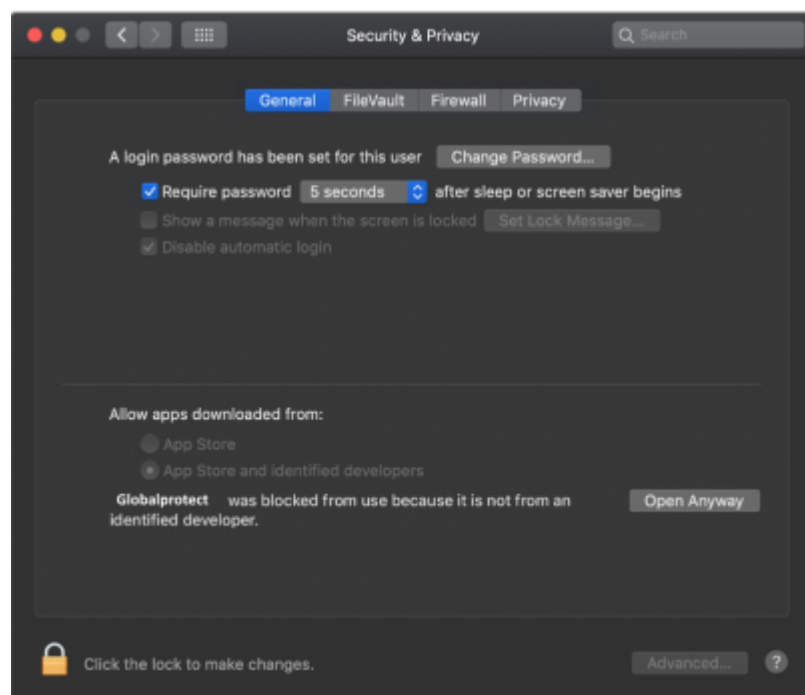 Security & Privacy
Search
General FileVault Firewall Privacy
A login password has been set for this user Change Password...
Require password 5 seconds after sleep or screen saver begins
Show a message when the screen is locked Set Lock Message...
Disable automatic login
Allow apps downloaded from:
App Store
App Store and identified developers
Globalprotect was blocked from use because it is not from an Open Anyway
identified developer.
Click the lock to make changes. Advanced... ?